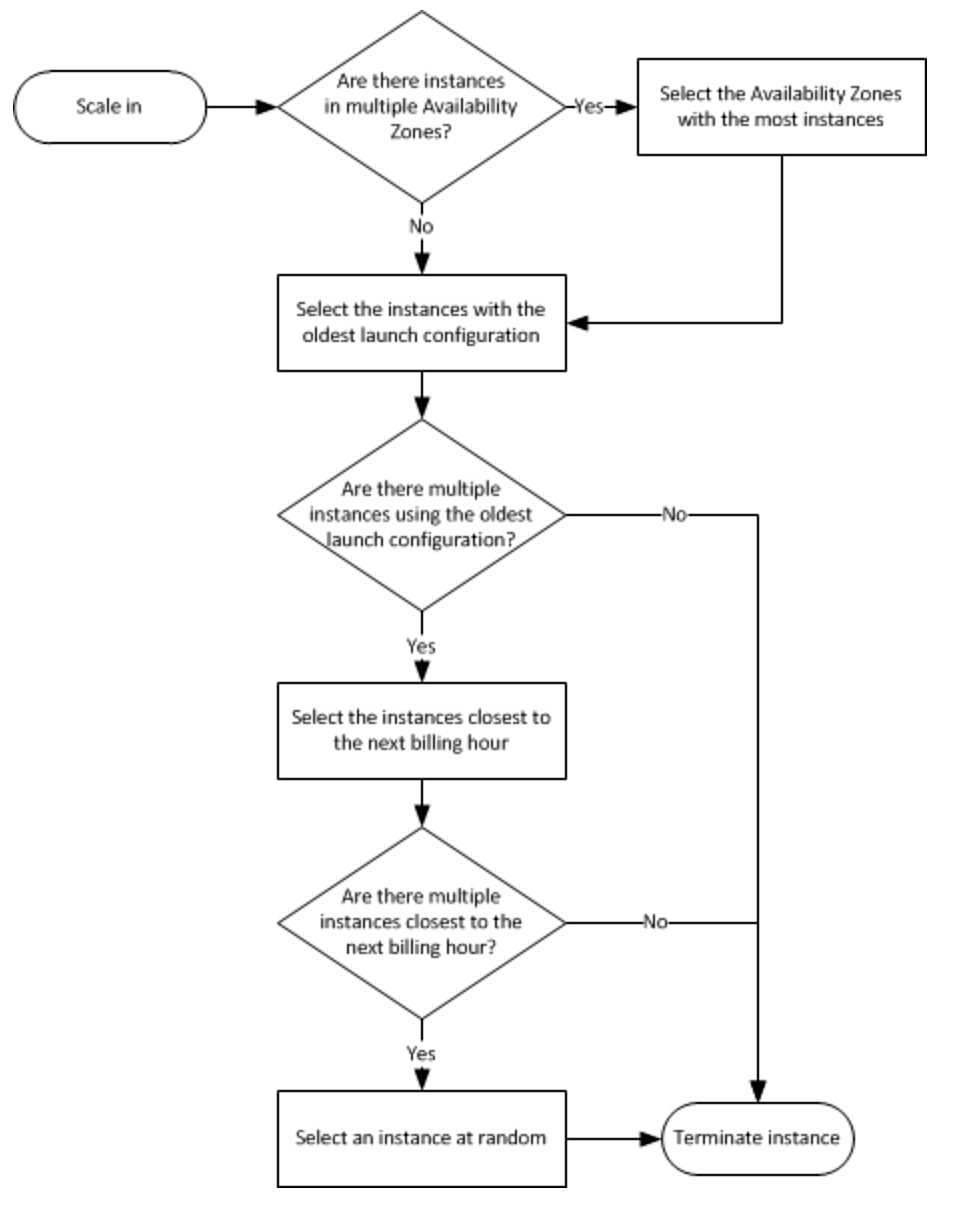 Scale in
Are there instances
in multiple Availability
Zones?
Yes
Select the Availability Zones
with the most instances
No
Select the instances with the
oldest launch configuration
Are there multiple
instances using the oldest
launch configuration?
No
Yes
Select the instances closest to
the next billing hour
Are there multiple
instances closest to the
next billing hour?
No
Yes
Select an instance at random
Terminate instance